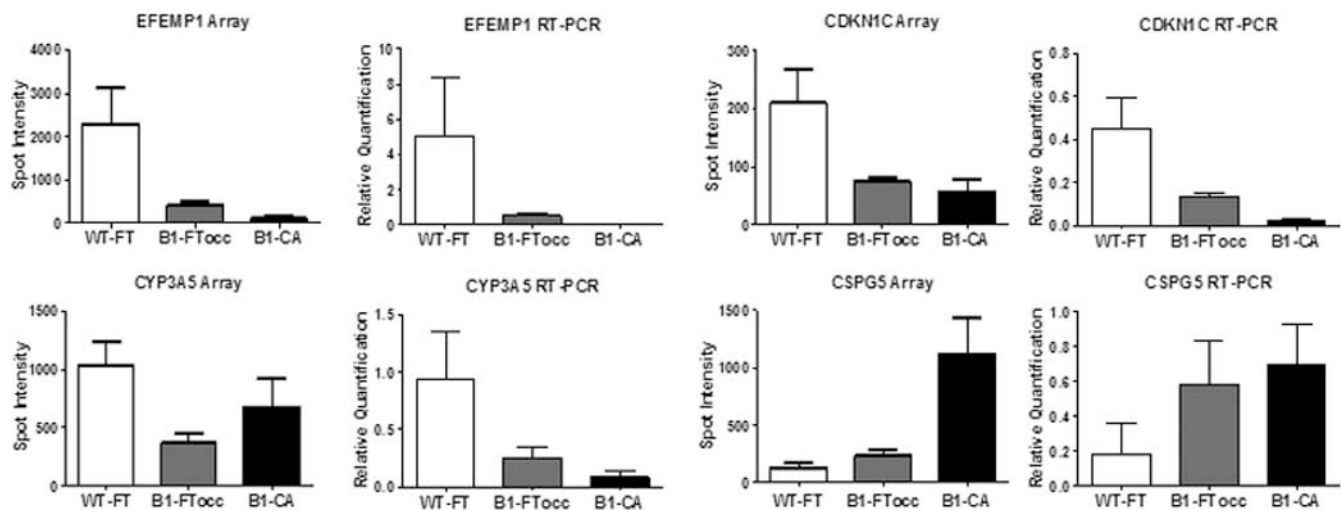 EFEMP1 Array
Spot Intensity
4000
3000
2000
1000
0
WT-FT B1-FTocc B1-CA
EFEMP1 RT-PCR
Relative Quantification
10
8
6
4
2
0
WT-FT B1-FTocc B1-CA
CDKN1C Array
Spot Intensity
300
200
100
0
WT-FT B1-FTocc B1-CA
CDKN1C RT-PCR
Relative Quantification
0.8
0.6
0.4
0.2
0.0
WT-FT B1-FTocc B1-CA
CYP3A5 Array
Spot Intensity
1500
1000
500
0
WT-FT B1-FTocc B1-CA
CYP3A5 RT-PCR
Relative Quantification
1.5
1.0
0.5
0.0
WT-FT B1-FTocc B1-CA
CSPG5 Array
Spot Intensity
1500
1000
500
0
WT-FT B1-FTocc B1-CA
CSPG5 RT-PCR
Relative Quantification
1.0
0.8
0.6
0.4
0.2
0.0
WT-FT B1-FTocc B1-CA